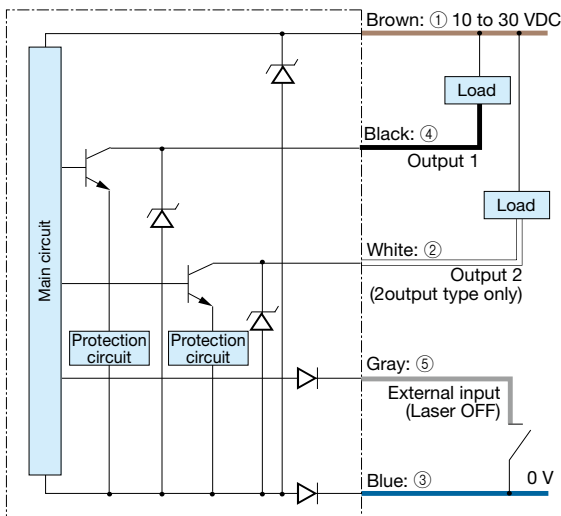 Brown: ① 10 to 30 VDC
Load
Black: ④
Output 1
Load
White: ②
Output 2
(2output type only)
Main circuit
Protection
circuit
Protection
circuit
Gray: ⑤
External input
(Laser OFF)
Blue: ③
0 V